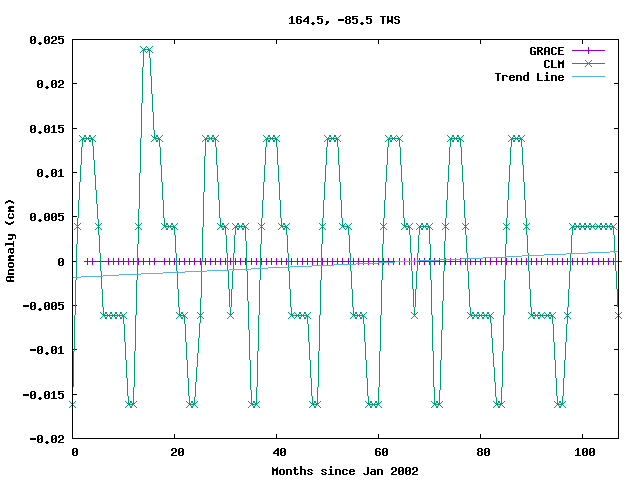 164.5, -85.5 TWS
GRACE
CLM
Trend Line
0.025
0.02
0.015
0.01
0.005
0
-0.005
-0.01
-0.015
-0.02
Anomaly (cm)
0 20 40 60 80 100
Months since Jan 2002